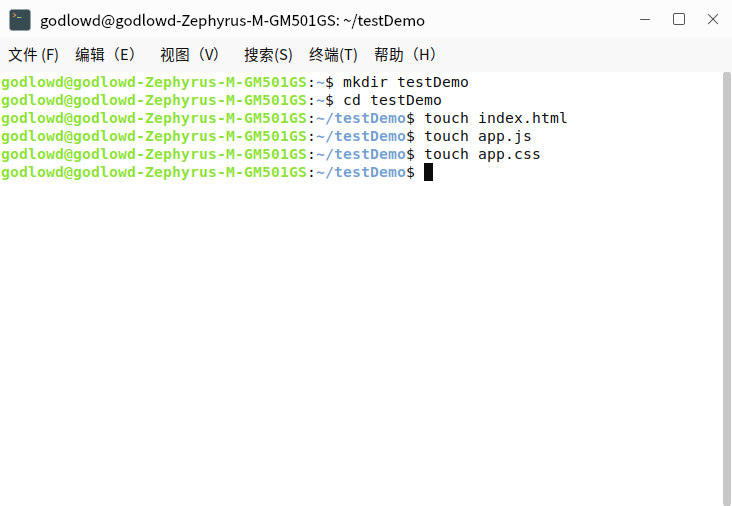 godlowd@godlowd-Zephyrus-M-GM501GS: ~/testDemo
文件 (F) 编辑（E） 视图（V） 搜索(S) 终端(T) 帮助（H）
godlowd@godlowd-Zephyrus-M-GM501GS:~$ mkdir testDemo
godlowd@godlowd-Zephyrus-M-GM501GS:~$ cd testDemo
godlowd@godlowd-Zephyrus-M-GM501GS:~/testDemo$ touch index.html
godlowd@godlowd-Zephyrus-M-GM501GS:~/testDemo$ touch app.js
godlowd@godlowd-Zephyrus-M-GM501GS:~/testDemo$ touch app.css
godlowd@godlowd-Zephyrus-M-GM501GS:~/testDemo$